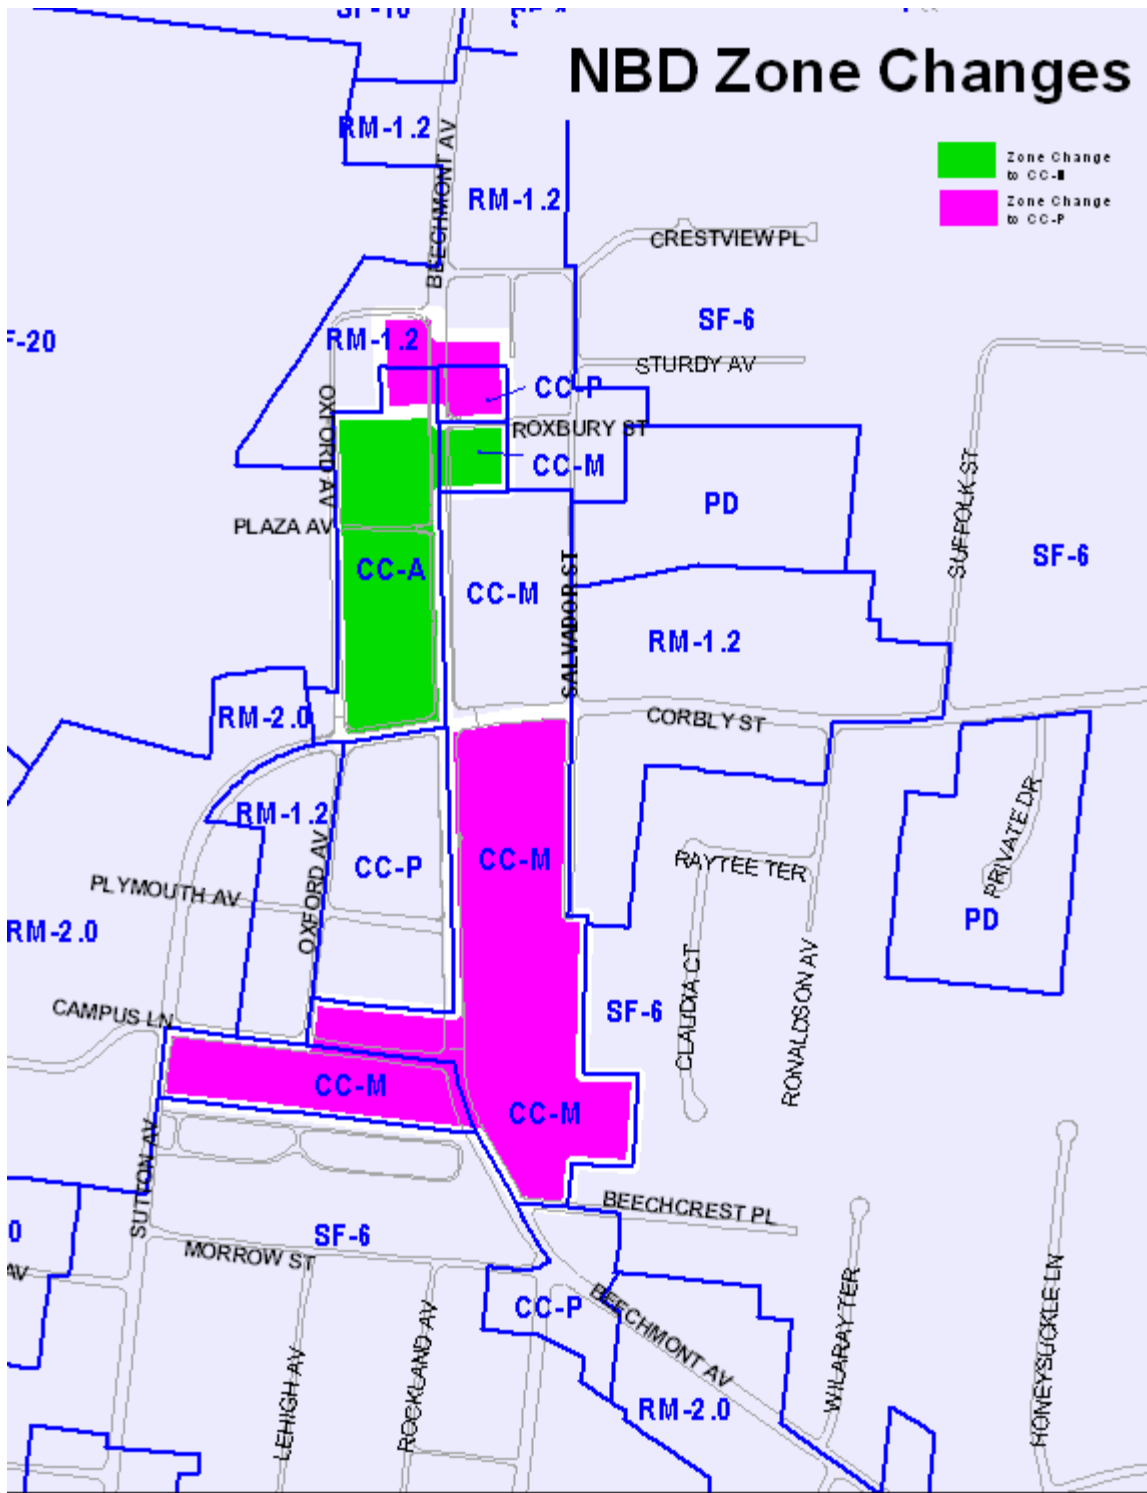 NBD Zone Changes
RM-1.2
BEECHMONT AV
RM-1.2
Zone Change
to CC-M
Zone Change
to CC-P
CRESTVIEW PL
SF-6
F-20
RM-1.2
STURDY AV
CC-P
OXFORD AV
ROXBURY ST
CC-M
PLAZA AV
PD
SUFFOLK ST
SF-6
CC-A
CC-M
SALVADOR ST
RM-1.2
RM-2.0
CORBLY ST
RM-1.2
PRIVATE DR
CC-P
CC-M
RAYTEE TER
PLYMOUTH AV
OXFORD AV
RM-2.0
PD
CLAUDIA CT
RONALDSON AV
CAMPUS LN
SF-6
CC-M
CC-M
SUTTON AV
BEECHCREST PL
0
SF-6
MORROW ST
AV
CC-P
BEECHMONT AV
WILARAY TER
HONEYSUCKLE LN
ROCKLAND AV
LEHIGH AV
RM-2.0